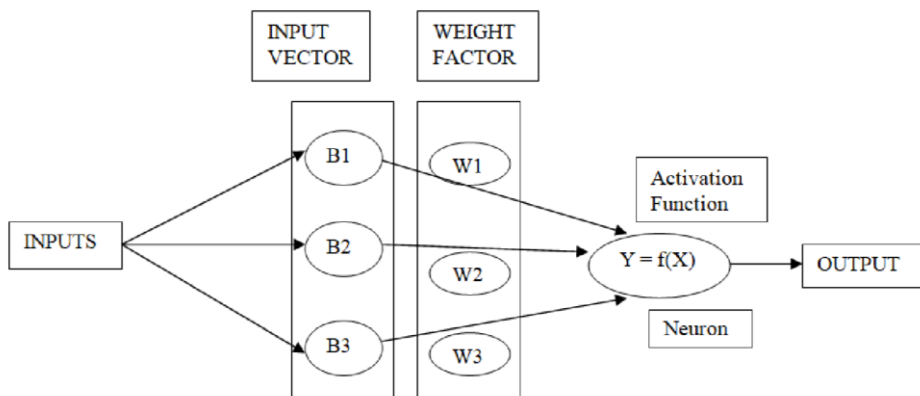 INPUT
VECTOR
WEIGHT
FACTOR
B1
W1
Activation
Function
INPUTS
B2
W2
Y = f(X)
OUTPUT
Neuron
B3
W3